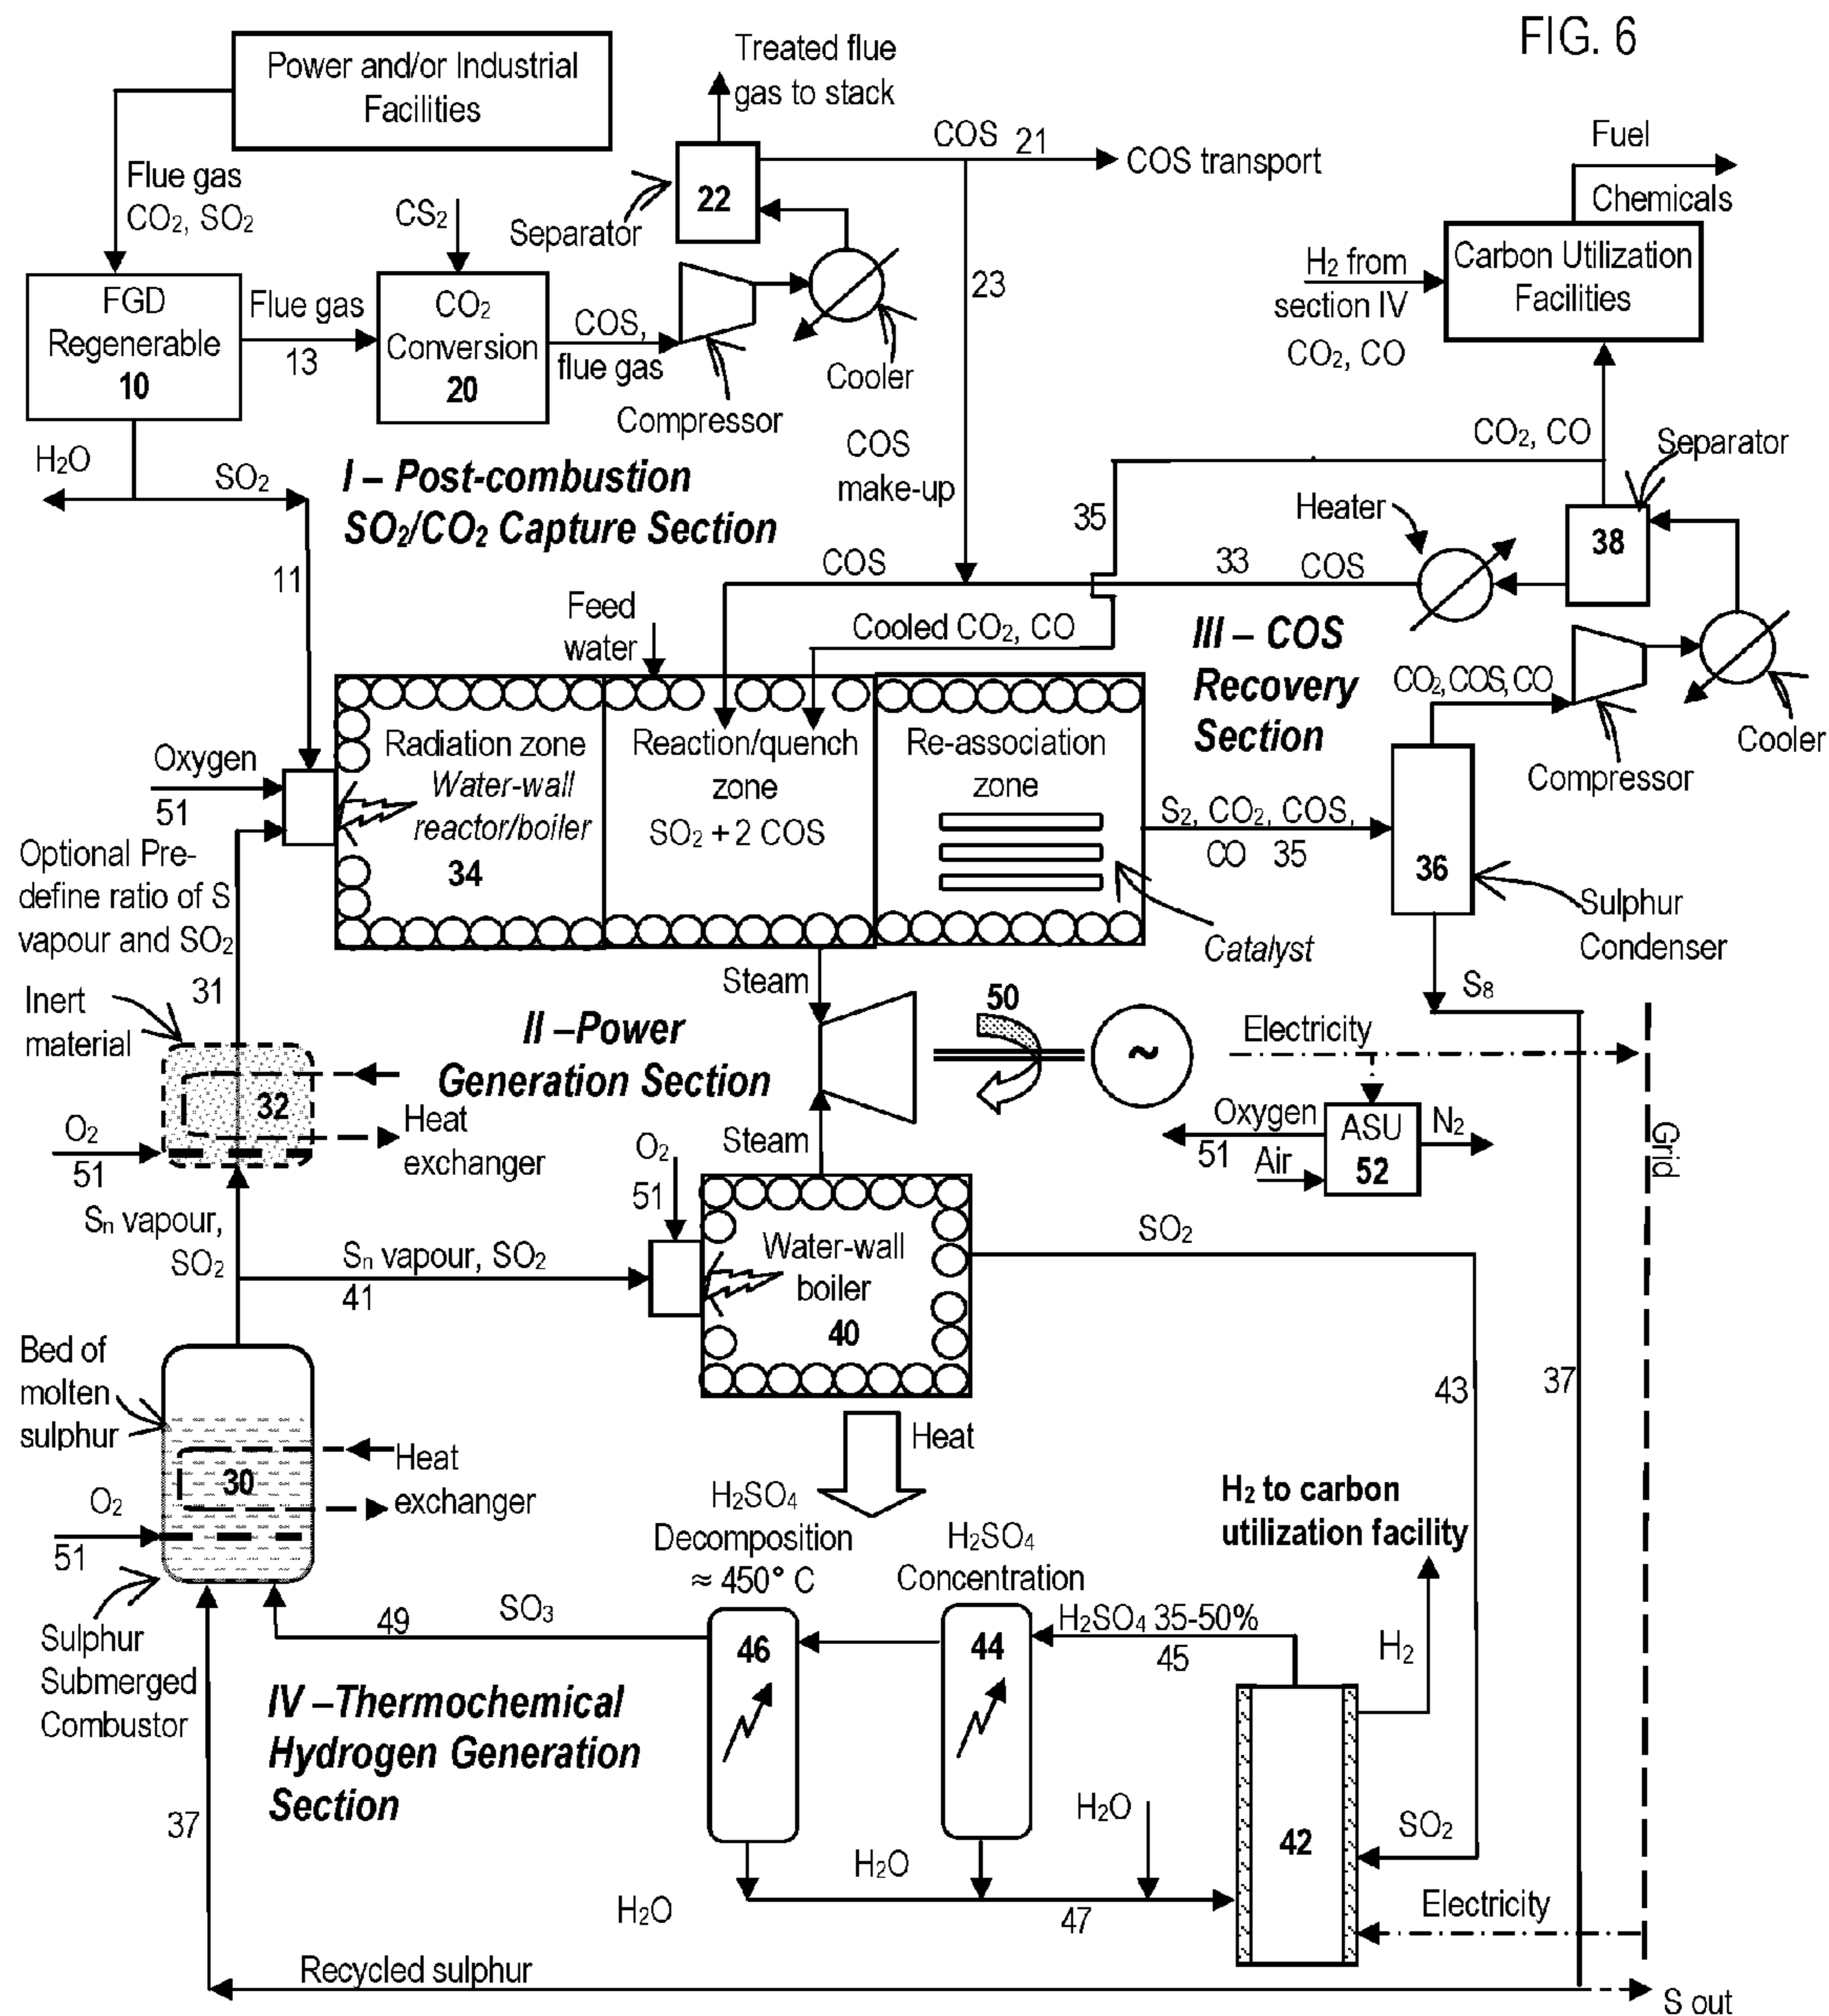 FIG. 6
Power and/or Industrial
Facilities
Treated flue
gas to stack
COS 21
COS transport
Fuel
Chemicals
Flue gas
CO₂, SO₂
CS₂
Separator
22
23
H₂ from
section IV
CO₂, CO
Carbon Utilization
Facilities
FGD
Regenerable
10
Flue gas
13
CO₂
Conversion
20
COS,
flue gas
Compressor
Cooler
H₂O
SO₂
I – Post-combustion
SO₂/CO₂ Capture Section
COS
make-up
CO₂, CO
Separator
35
Heater
38
11
COS
33
COS
Feed
water
Cooled CO₂, CO
III – COS
Recovery
Section
CO₂, COS, CO
Cooler
Compressor
Oxygen
51
Radiation zone
Water-wall
reactor/boiler
34
Reaction/quench
zone
SO₂ + 2 COS
Re-association
zone
S₂, CO₂, COS,
CO 35
36
Sulphur
Condenser
Catalyst
Optional Pre-
define ratio of S
vapour and SO₂
31
Inert
material
Steam
S₈
II –Power
Generation Section
50
~
Electricity
32
O₂
51
Heat
exchanger
Steam
Oxygen
51
Air
ASU
52
N₂
Grid
Sₙ vapour,
SO₂
O₂
51
Sₙ vapour, SO₂
41
Water-wall
boiler
40
SO₂
43
37
Bed of
molten
sulphur
Heat
exchanger
30
O₂
51
Heat
H₂SO₄
Decomposition
≈ 450° C
H₂SO₄
Concentration
H₂ to carbon
utilization facility
Sulphur
Submerged
Combustor
SO₃
49
46
44
H₂SO₄ 35-50%
45
H₂
IV –Thermochemical
Hydrogen Generation
Section
37
H₂O
42
SO₂
H₂O
H₂O
47
Electricity
Recycled sulphur
S out